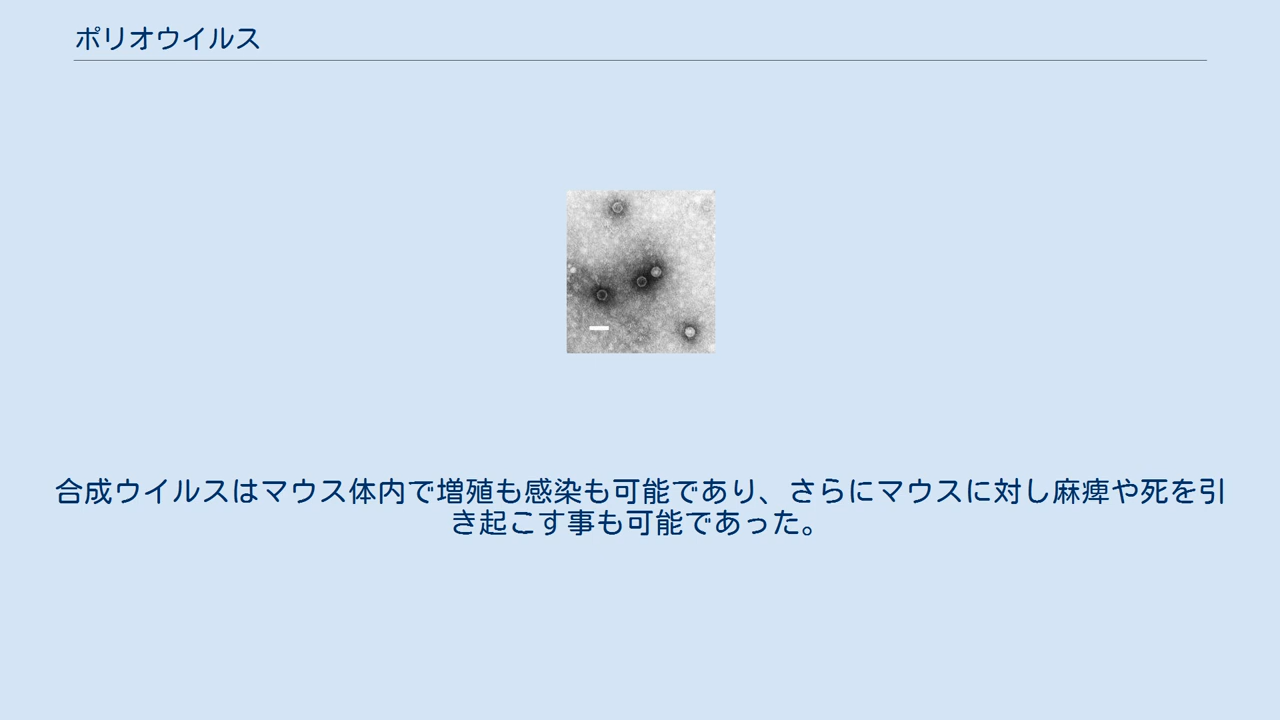 ポリオウイルス
合成ウイルスはマウス体内で増殖も感染も可能であり、さらにマウスに対し麻痺や死を引
き起こす事も可能であった。